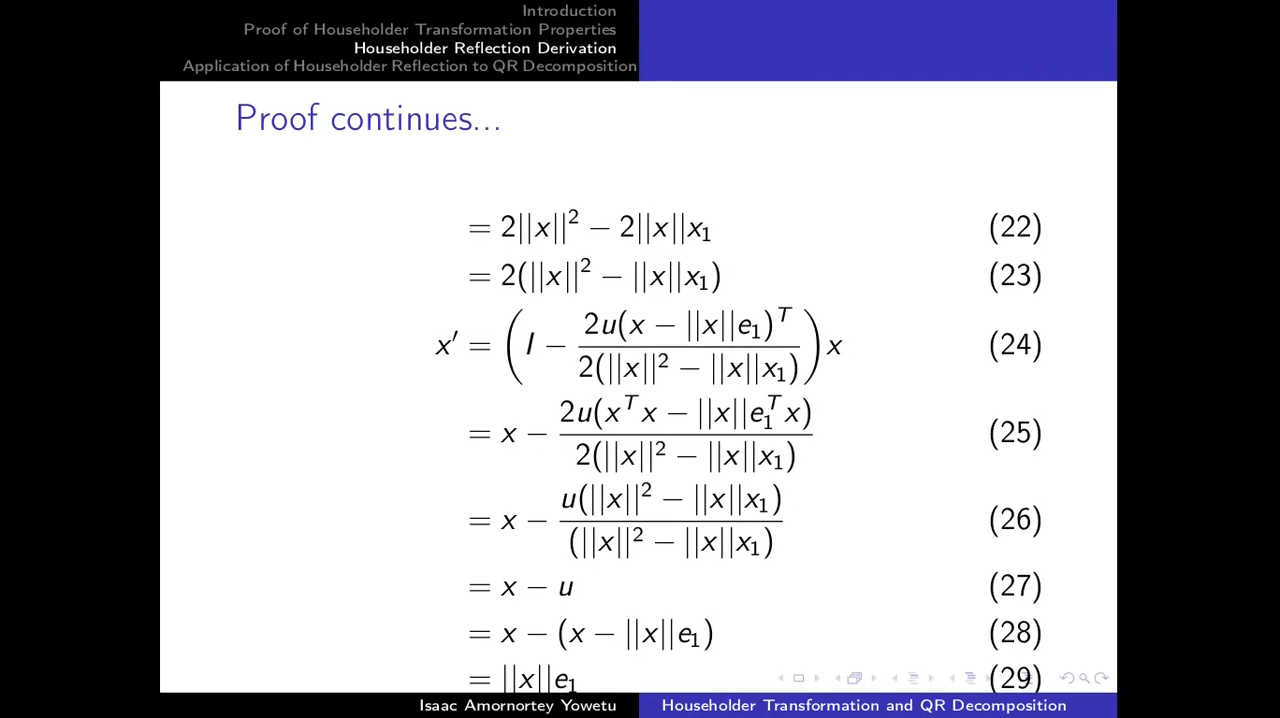 Introduction
Proof of Householder Transformation Properties
Householder Reflection Derivation
Application of Householder Reflection to QR Decomposition
Proof continues...
= 2||x||² − 2||x||x₁ (22)
= 2(||x||² − ||x||x₁) (23)
x′ = ( I − 2u(x − ||x||e₁)ᵀ / 2(||x||² − ||x||x₁) ) x (24)
= x − 2u(xᵀx − ||x||e₁ᵀx) / 2(||x||² − ||x||x₁) (25)
= x − u(||x||² − ||x||x₁) / (||x||² − ||x||x₁) (26)
= x − u (27)
= x − (x − ||x||e₁) (28)
= ||x||e₁ (29)
Isaac Amornortey Yowetu Householder Transformation and QR Decomposition